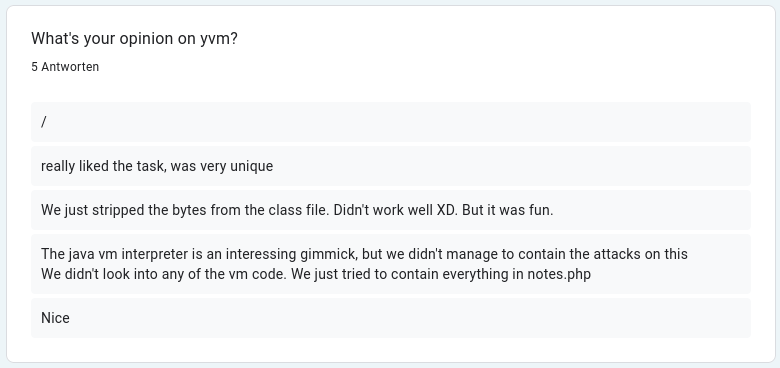 What's your opinion on yvm?
5 Antworten
/
really liked the task, was very unique
We just stripped the bytes from the class file. Didn't work well XD. But it was fun.
The java vm interpreter is an interessing gimmick, but we didn't manage to contain the attacks on this
We didn't look into any of the vm code. We just tried to contain everything in notes.php
Nice